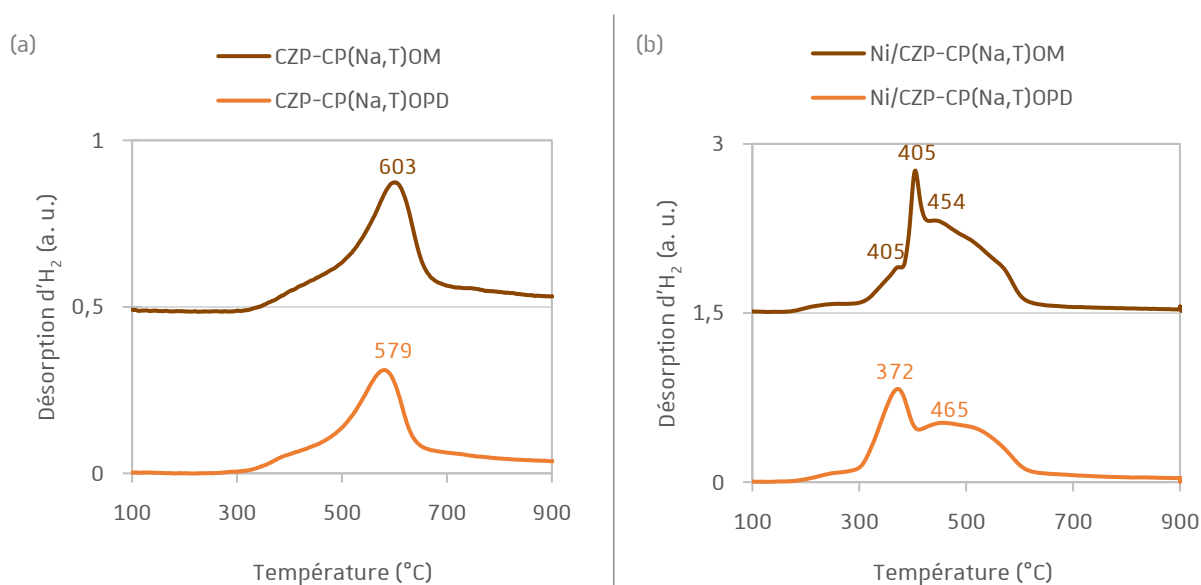 (a)
CZP-CP(Na,T)OM
CZP-CP(Na,T)OPD
Désorption d'H₂ (a. u.)
1
0,5
0
603
579
100 300 500 700 900
Température (°C)
(b)
Ni/CZP-CP(Na,T)OM
Ni/CZP-CP(Na,T)OPD
Désorption d'H₂ (a. u.)
3
1,5
0
405
454
405
372
465
100 300 500 700 900
Température (°C)